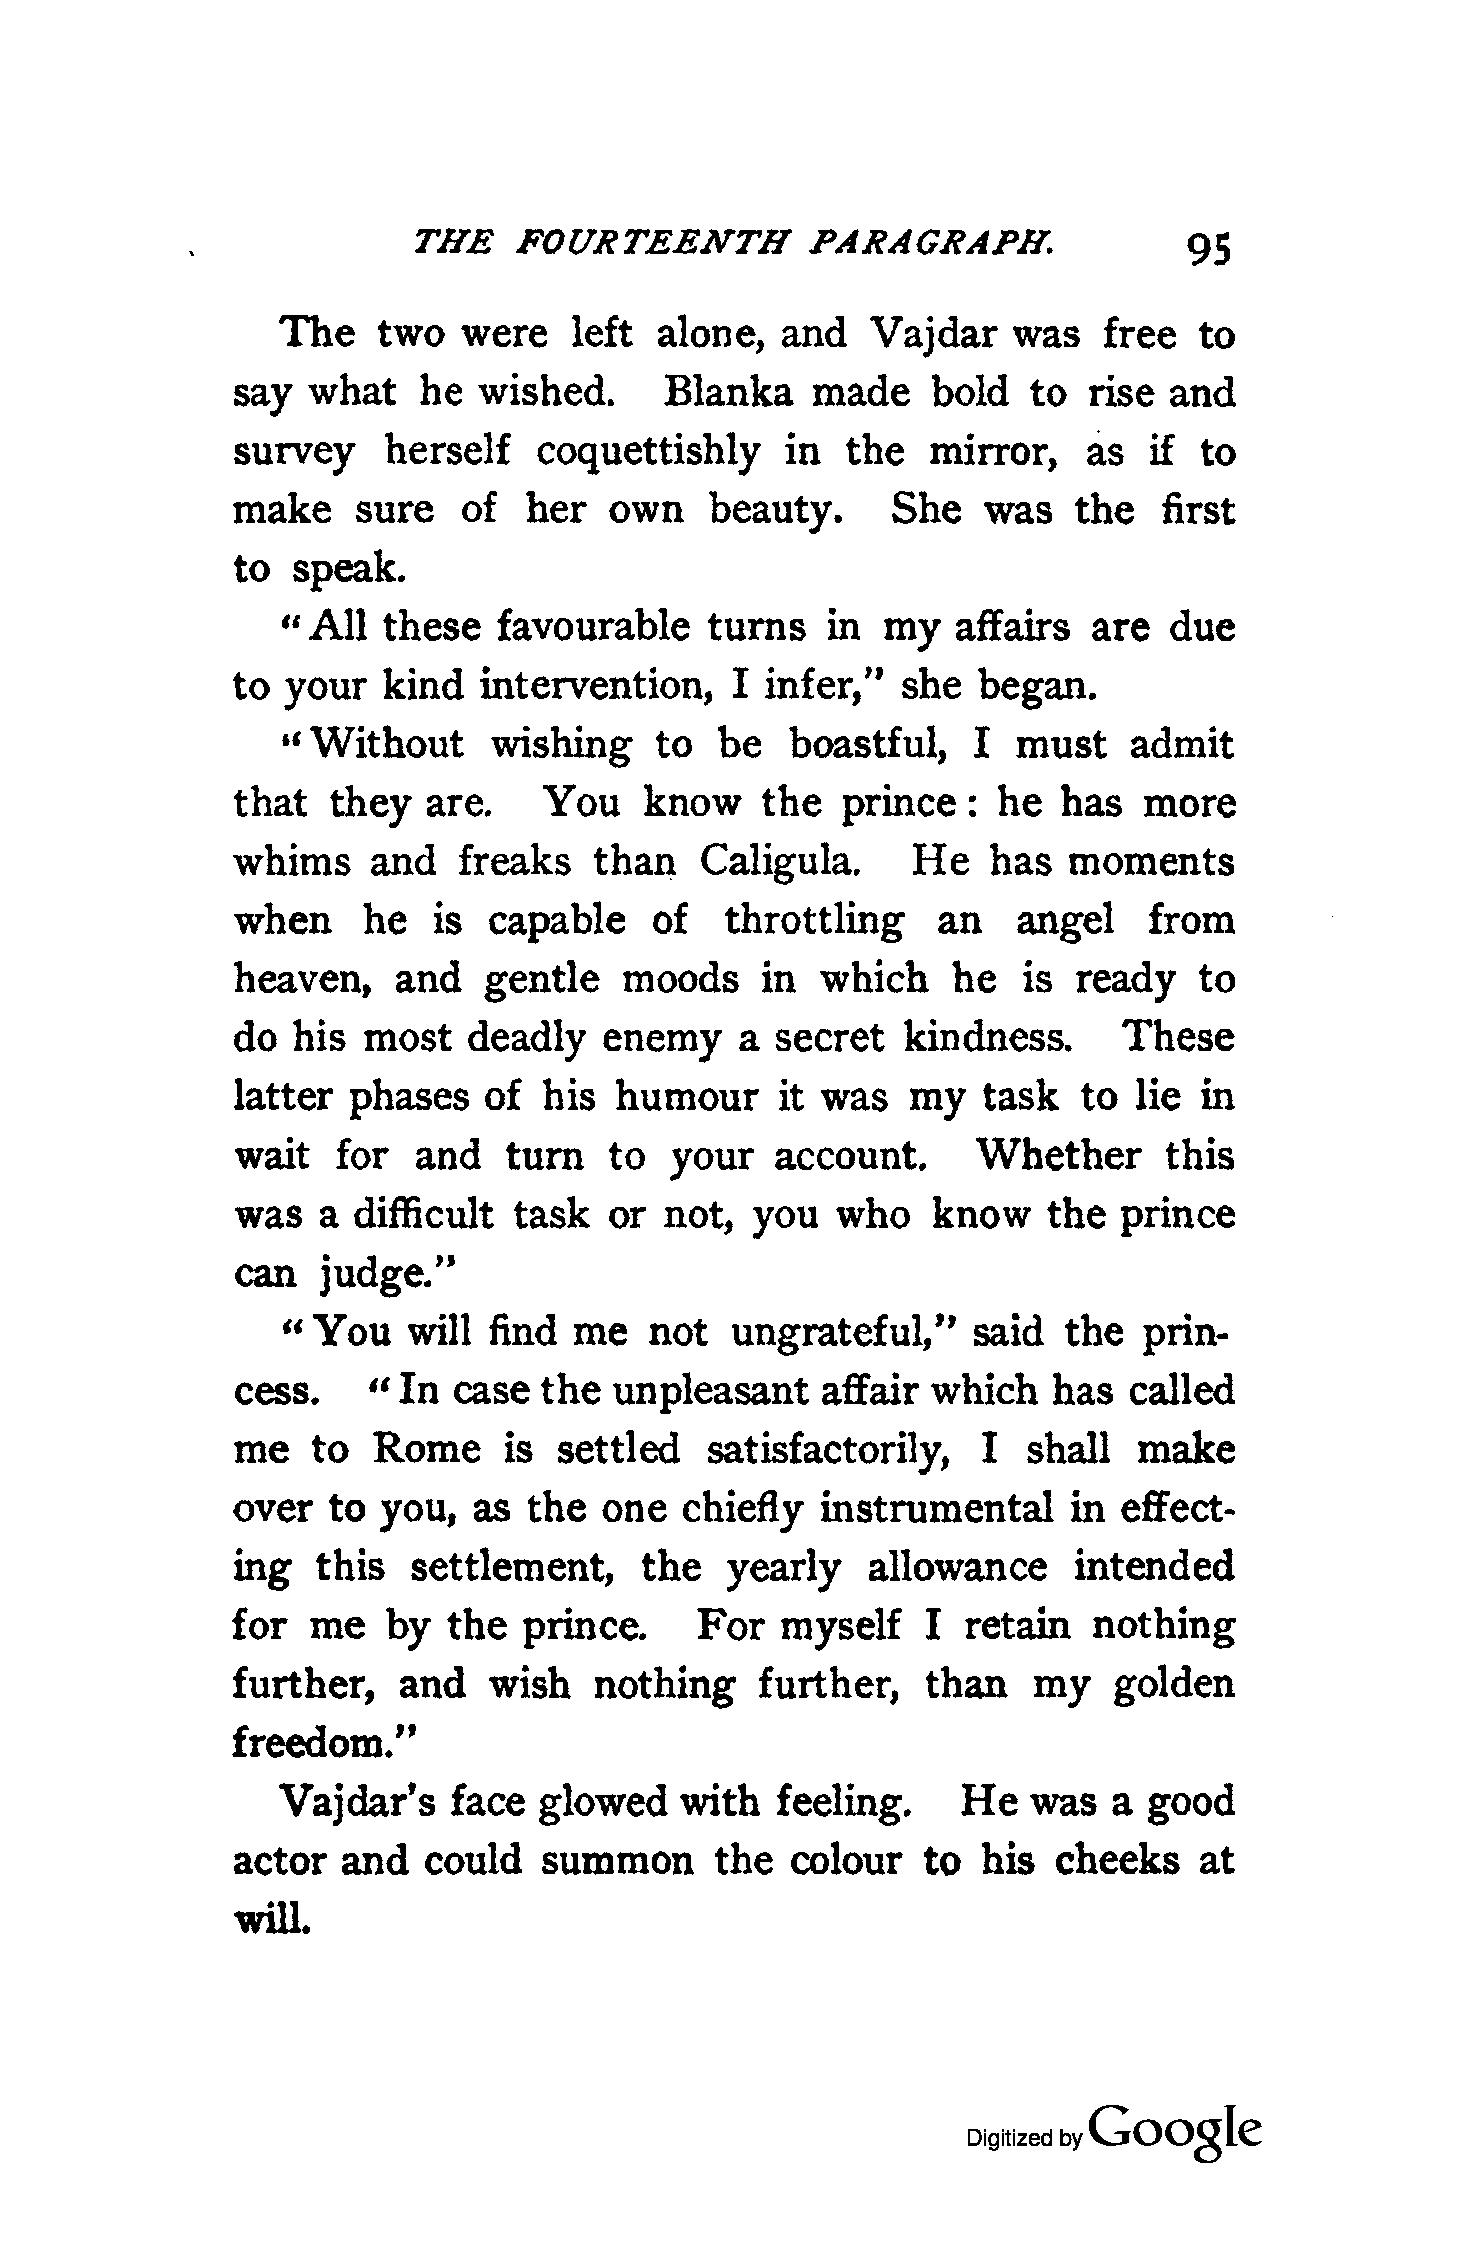 THE FOURTEENTH PARAGRAPH. 95
The two were left alone, and Vajdar was free to
say what he wished. Blanka made bold to rise and
survey herself coquettishly in the mirror, as if to
make sure of her own beauty. She was the first
to speak.
"All these favourable turns in my affairs are due
to your kind intervention, I infer," she began.
"Without wishing to be boastful, I must admit
that they are. You know the prince: he has more
whims and freaks than Caligula. He has moments
when he is capable of throttling an angel from
heaven, and gentle moods in which he is ready to
do his most deadly enemy a secret kindness. These
latter phases of his humour it was my task to lie in
wait for and turn to your account. Whether this
was a difficult task or not, you who know the prince
can judge."
"You will find me not ungrateful," said the prin-
cess. "In case the unpleasant affair which has called
me to Rome is settled satisfactorily, I shall make
over to you, as the one chiefly instrumental in effect-
ing this settlement, the yearly allowance intended
for me by the prince. For myself I retain nothing
further, and wish nothing further, than my golden
freedom."
Vajdar's face glowed with feeling. He was a good
actor and could summon the colour to his cheeks at
will.
Digitized by Google